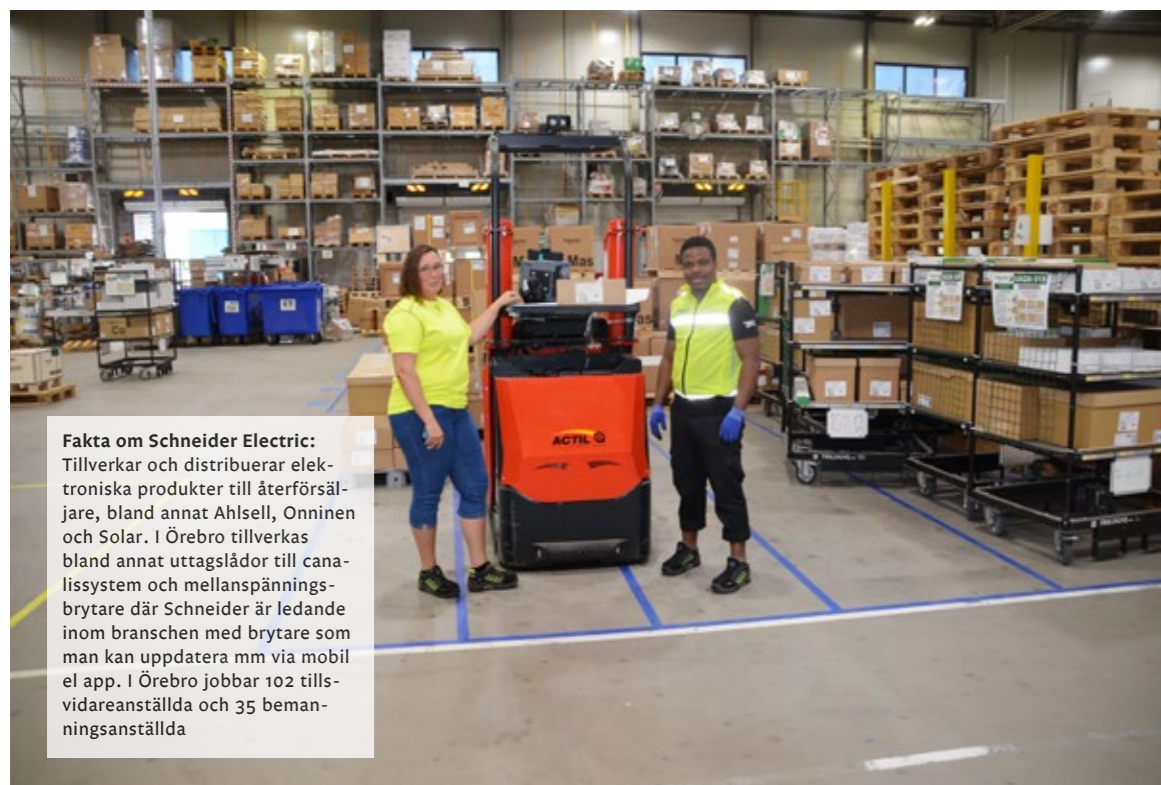 Mas
ACTIL
Fakta om Schneider Electric:
Tillverkar och distribuerar elek-
troniska produkter till återförsäl-
jare, bland annat Ahlsell, Onninen
och Solar. I Örebro tillverkas
bland annat uttagslådor till cana-
lissystem och mellanspännings-
brytare där Schneider är ledande
inom branschen med brytare som
man kan uppdatera mm via mobil
el app. I Örebro jobbar 102 tills-
vidareanställda och 35 beman-
ningsanställda